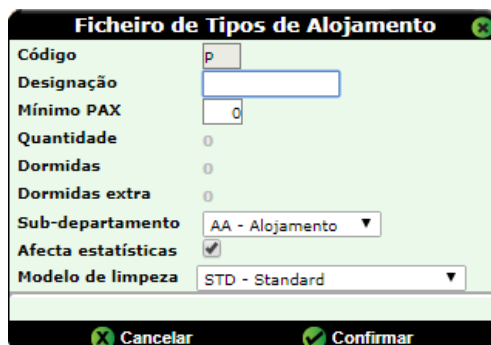 Ficheiro de Tipos de Alojamento
Código p
Designação
Mínimo PAX 0
Quantidade 0
Dormidas 0
Dormidas extra 0
Sub-departamento AA - Alojamento
Afecta estatísticas
Modelo de limpeza STD - Standard
Cancelar Confirmar